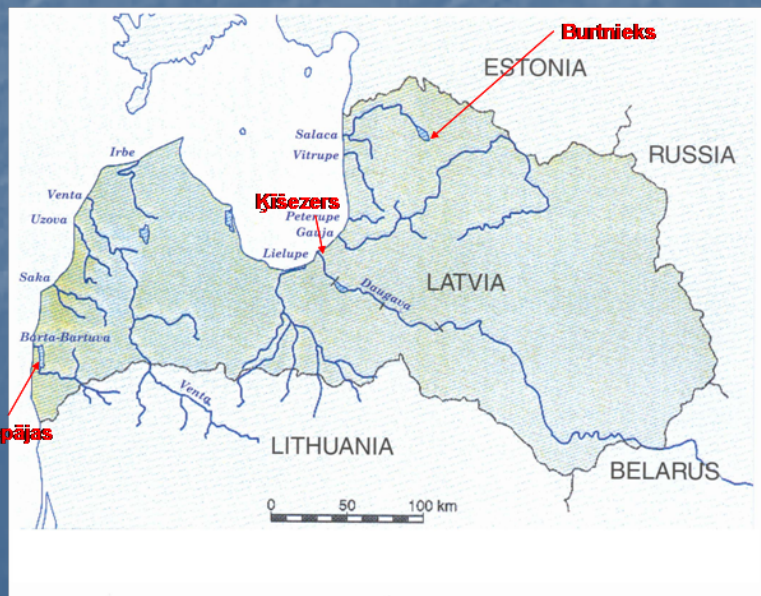 Burtnieks
ESTONIA
Salaca
Irbe
Vitrupe
RUSSIA
Venta
Ķīšezers
Uzova
Peterupe
Gauja
Lielupe
Saka
LATVIA
Daugava
Barta-Bartuva
Venta
pājas
LITHUANIA
BELARUS
0 50 100 km